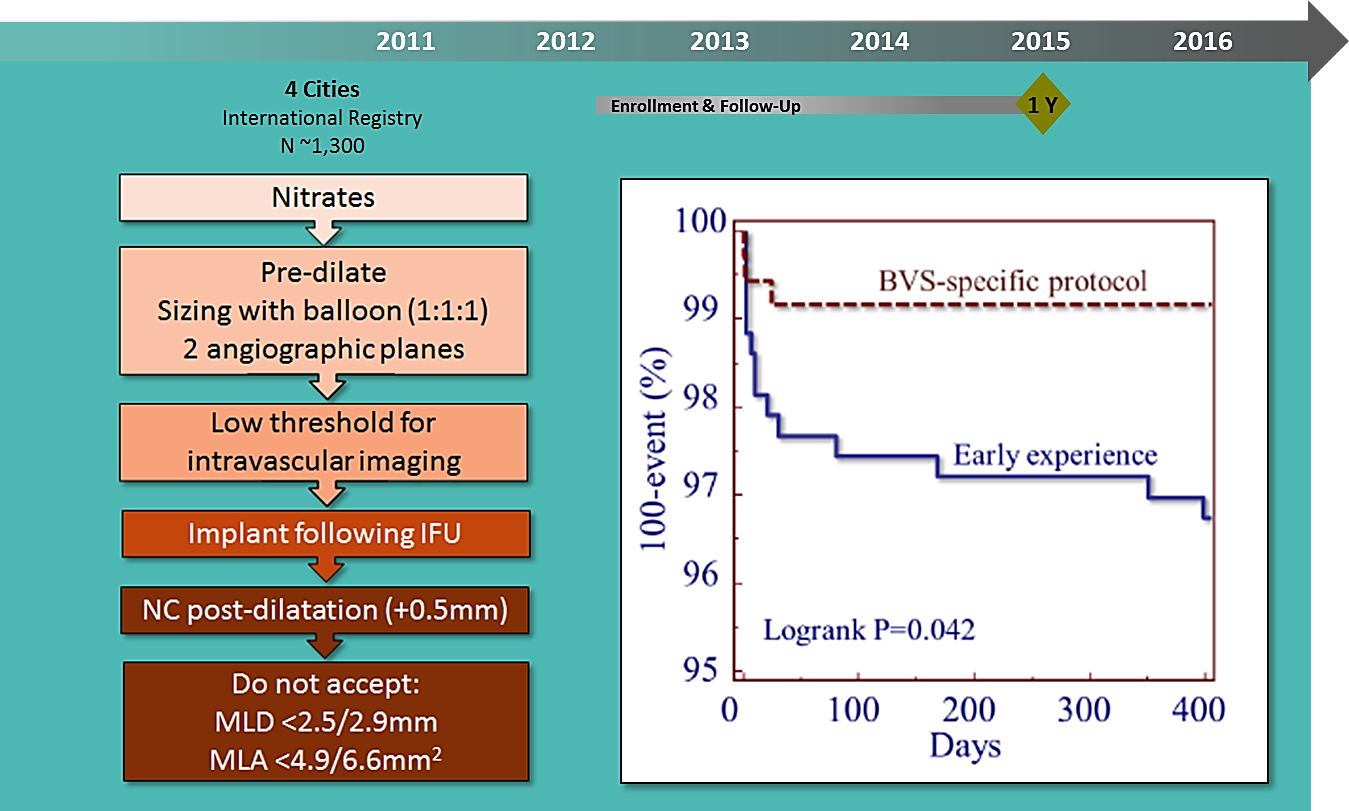 2011 2012 2013 2014 2015 2016
4 Cities
International Registry
N ~1,300
Enrollment & Follow-Up
1 Y
Nitrates
Pre-dilate
Sizing with balloon (1:1:1)
2 angiographic planes
Low threshold for
intravascular imaging
Implant following IFU
NC post-dilatation (+0.5mm)
Do not accept:
MLD <2.5/2.9mm
MLA <4.9/6.6mm²
100-event (%)
100
99
98
97
96
95
BVS-specific protocol
Early experience
Logrank P=0.042
0 100 200 300 400
Days